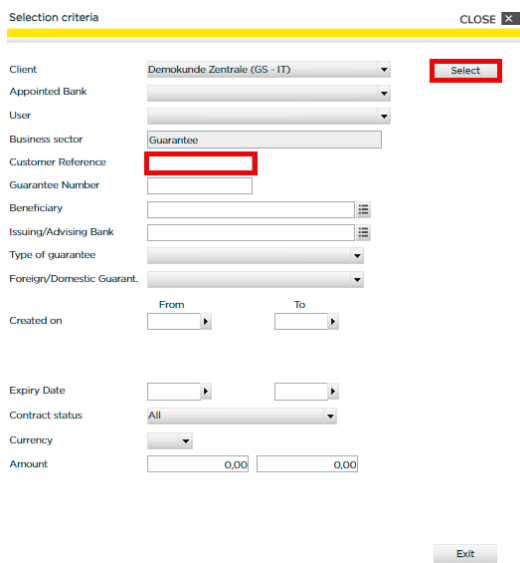 Selection criteria CLOSE X
Client Demokunde Zentrale (GS - IT) Select
Appointed Bank
User
Business sector Guarantee
Customer Reference
Guarantee Number
Beneficiary
Issuing/Advising Bank
Type of guarantee
Foreign/Domestic Guarant.
From To
Created on
Expiry Date
Contract status All
Currency
Amount 0,00 0,00
Exit